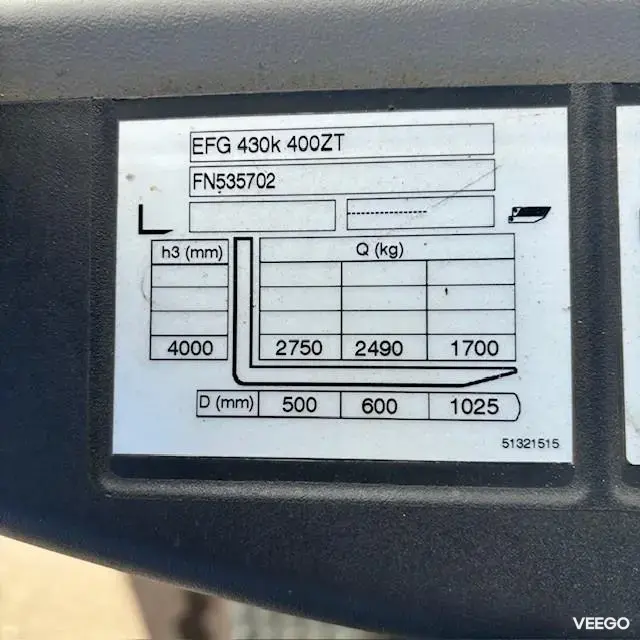 EFG 430k 400ZT
FN535702
h3 (mm) Q (kg)
4000 2750 2490 1700
D (mm) 500 600 1025
51321515
VEEGO